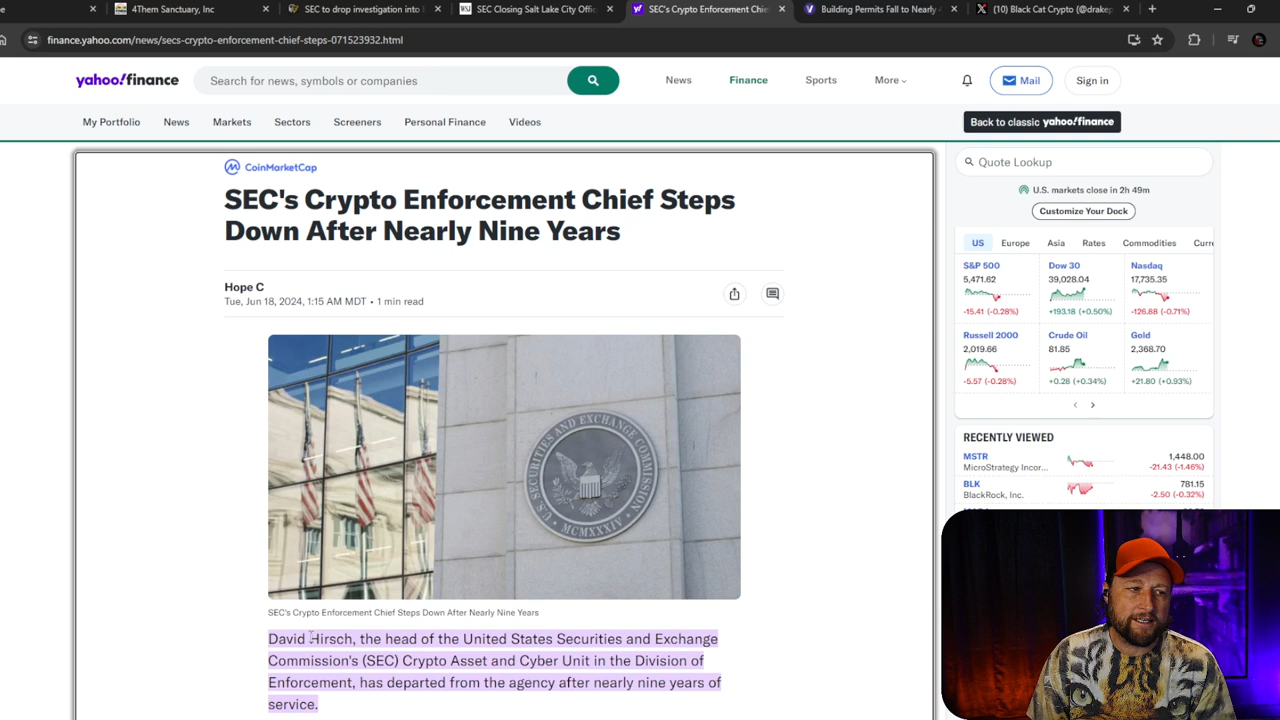 4Them Sanctuary, Inc
SEC to drop investigation into
SEC Closing Salt Lake City Offic
SEC's Crypto Enforcement Chie
Building Permits Fall to Nearly
(10) Black Cat Crypto (@drakep
finance.yahoo.com/news/secs-crypto-enforcement-chief-steps-071523932.html
yahoo!finance
Search for news, symbols or companies
News
Finance
Sports
More
Mail
Sign in
My Portfolio
News
Markets
Sectors
Screeners
Personal Finance
Videos
Back to classic yahoo!finance
CoinMarketCap
SEC's Crypto Enforcement Chief Steps
Down After Nearly Nine Years
Hope C
Tue, Jun 18, 2024, 1:15 AM MDT • 1 min read
U.S. SECURITIES AND EXCHANGE COMMISSION
MCMXXXIV
SEC's Crypto Enforcement Chief Steps Down After Nearly Nine Years
David Hirsch, the head of the United States Securities and Exchange
Commission's (SEC) Crypto Asset and Cyber Unit in the Division of
Enforcement, has departed from the agency after nearly nine years of
service.
Quote Lookup
U.S. markets close in 2h 49m
Customize Your Dock
US
Europe
Asia
Rates
Commodities
Curre
S&P 500
Dow 30
Nasdaq
5,471.62
39,028.04
17,735.35
-15.41 (-0.28%)
+193.18 (+0.50%)
-126.88 (-0.71%)
Russell 2000
Crude Oil
Gold
2,019.66
81.85
2,368.70
-5.57 (-0.28%)
+0.28 (+0.34%)
+21.80 (+0.93%)
RECENTLY VIEWED
MSTR
1,448.00
MicroStrategy Incor...
-21.43 (-1.46%)
BLK
781.15
BlackRock, Inc.
-2.50 (-0.32%)